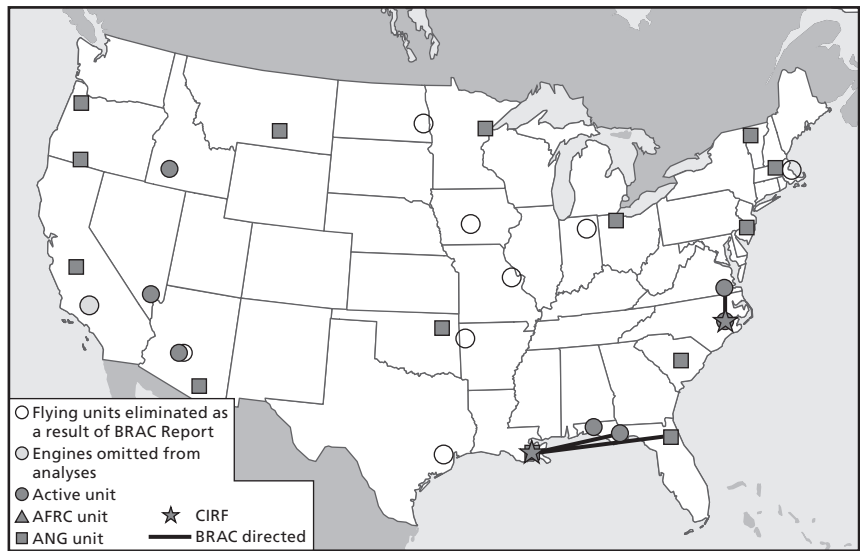 Flying units eliminated as
a result of BRAC Report
Engines omitted from
analyses
Active unit
AFRC unit
ANG unit
CIRF
BRAC directed